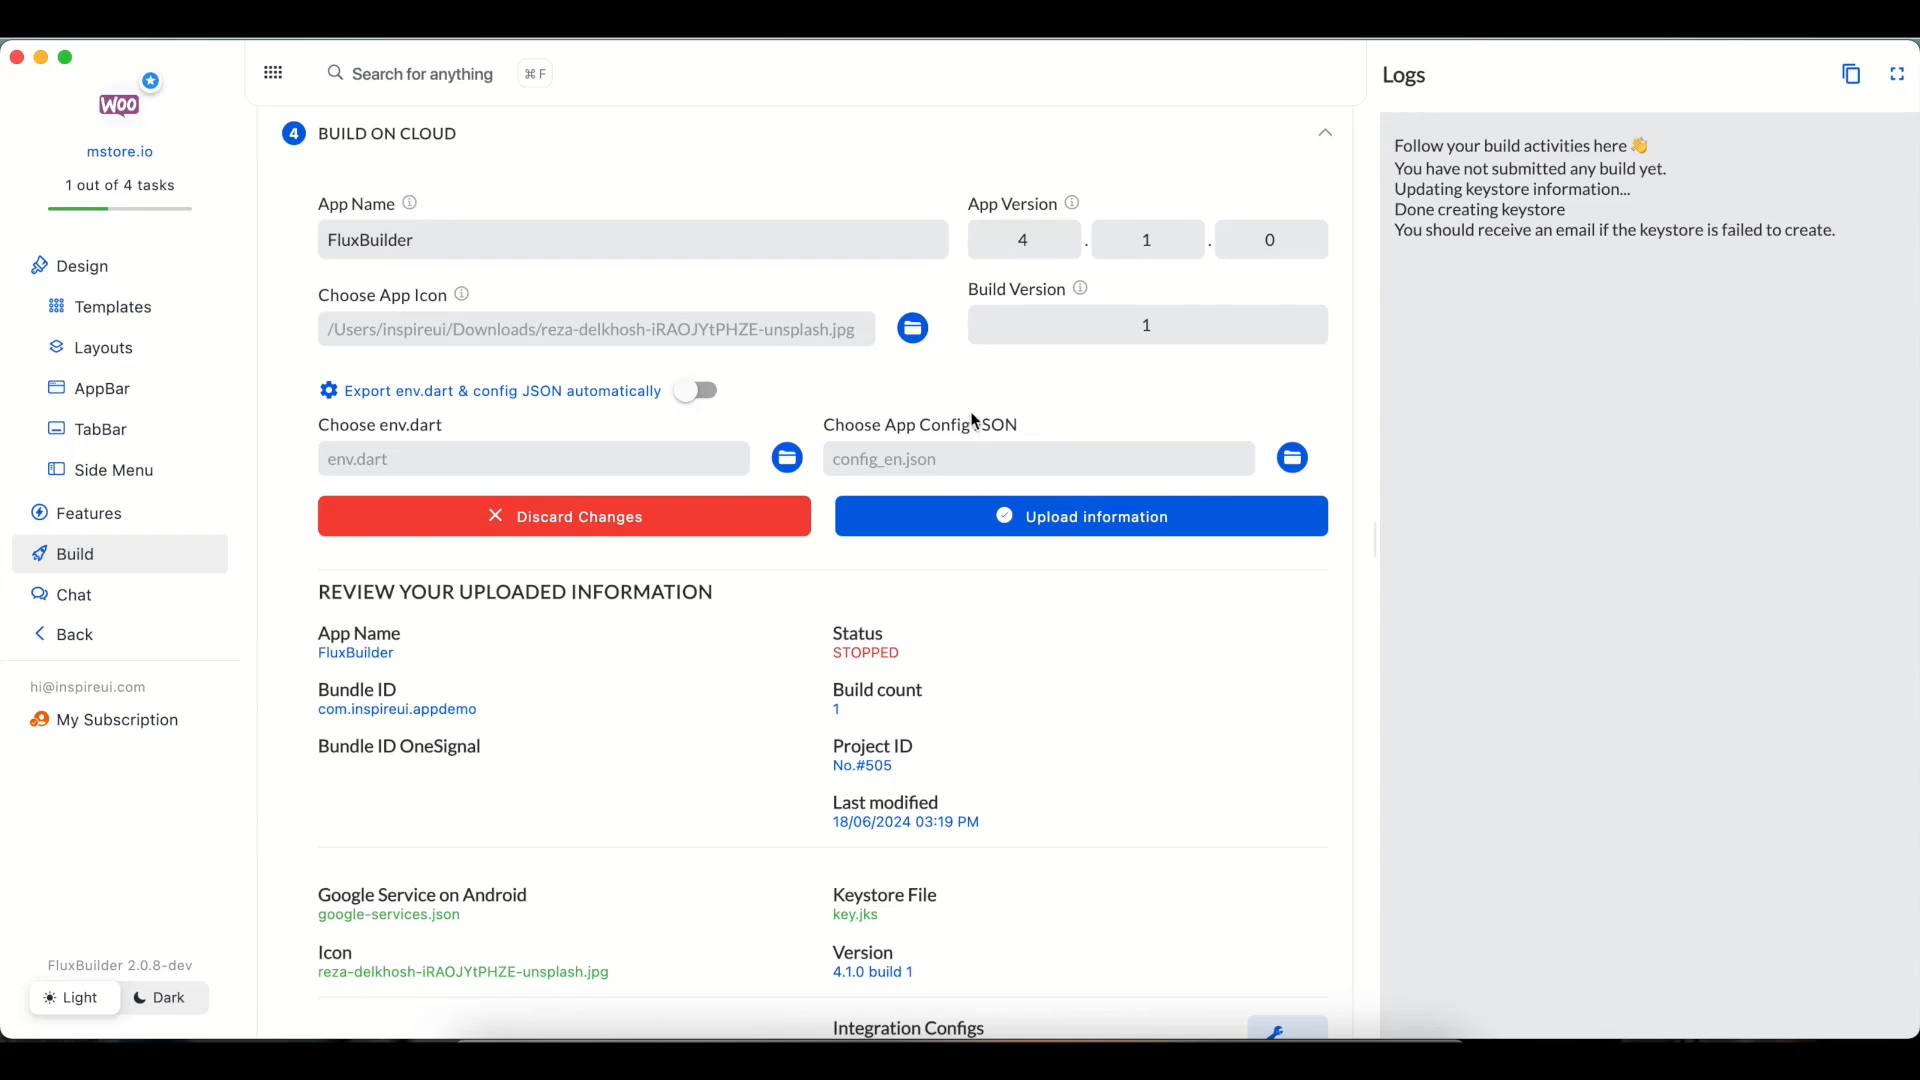 WOO
mstore.io
1 out of 4 tasks
Design
Templates
Layouts
AppBar
TabBar
Side Menu
Features
Build
Chat
Back
hi@inspireui.com
My Subscription
FluxBuilder 2.0.8-dev
Light
Dark
Search for anything
⌘ F
4 BUILD ON CLOUD
App Name
FluxBuilder
App Version
4 . 1 . 0
Choose App Icon
/Users/inspireui/Downloads/reza-delkhosh-iRAOJYtPHZE-unsplash.jpg
Build Version
1
Export env.dart & config JSON automatically
Choose env.dart
env.dart
Choose App Config JSON
config_en.json
Discard Changes
Upload information
REVIEW YOUR UPLOADED INFORMATION
App Name
FluxBuilder
Status
STOPPED
Bundle ID
com.inspireui.appdemo
Build count
1
Bundle ID OneSignal
Project ID
No.#505
Last modified
18/06/2024 03:19 PM
Google Service on Android
google-services.json
Keystore File
key.jks
Icon
reza-delkhosh-iRAOJYtPHZE-unsplash.jpg
Version
4.1.0 build 1
Integration Configs
Logs
Follow your build activities here 👋
You have not submitted any build yet.
Updating keystore information...
Done creating keystore
You should receive an email if the keystore is failed to create.